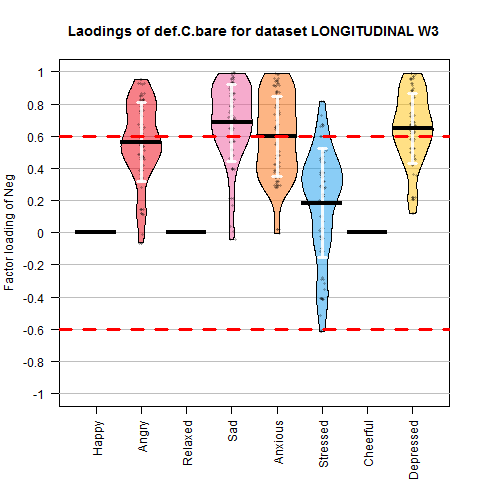 Laodings of def.C.bare for dataset LONGITUDINAL W3
Factor loading of Neg
1
0.8
0.6
0.4
0.2
0
-0.2
-0.4
-0.6
-0.8
-1
Happy
Angry
Relaxed
Sad
Anxious
Stressed
Cheerful
Depressed